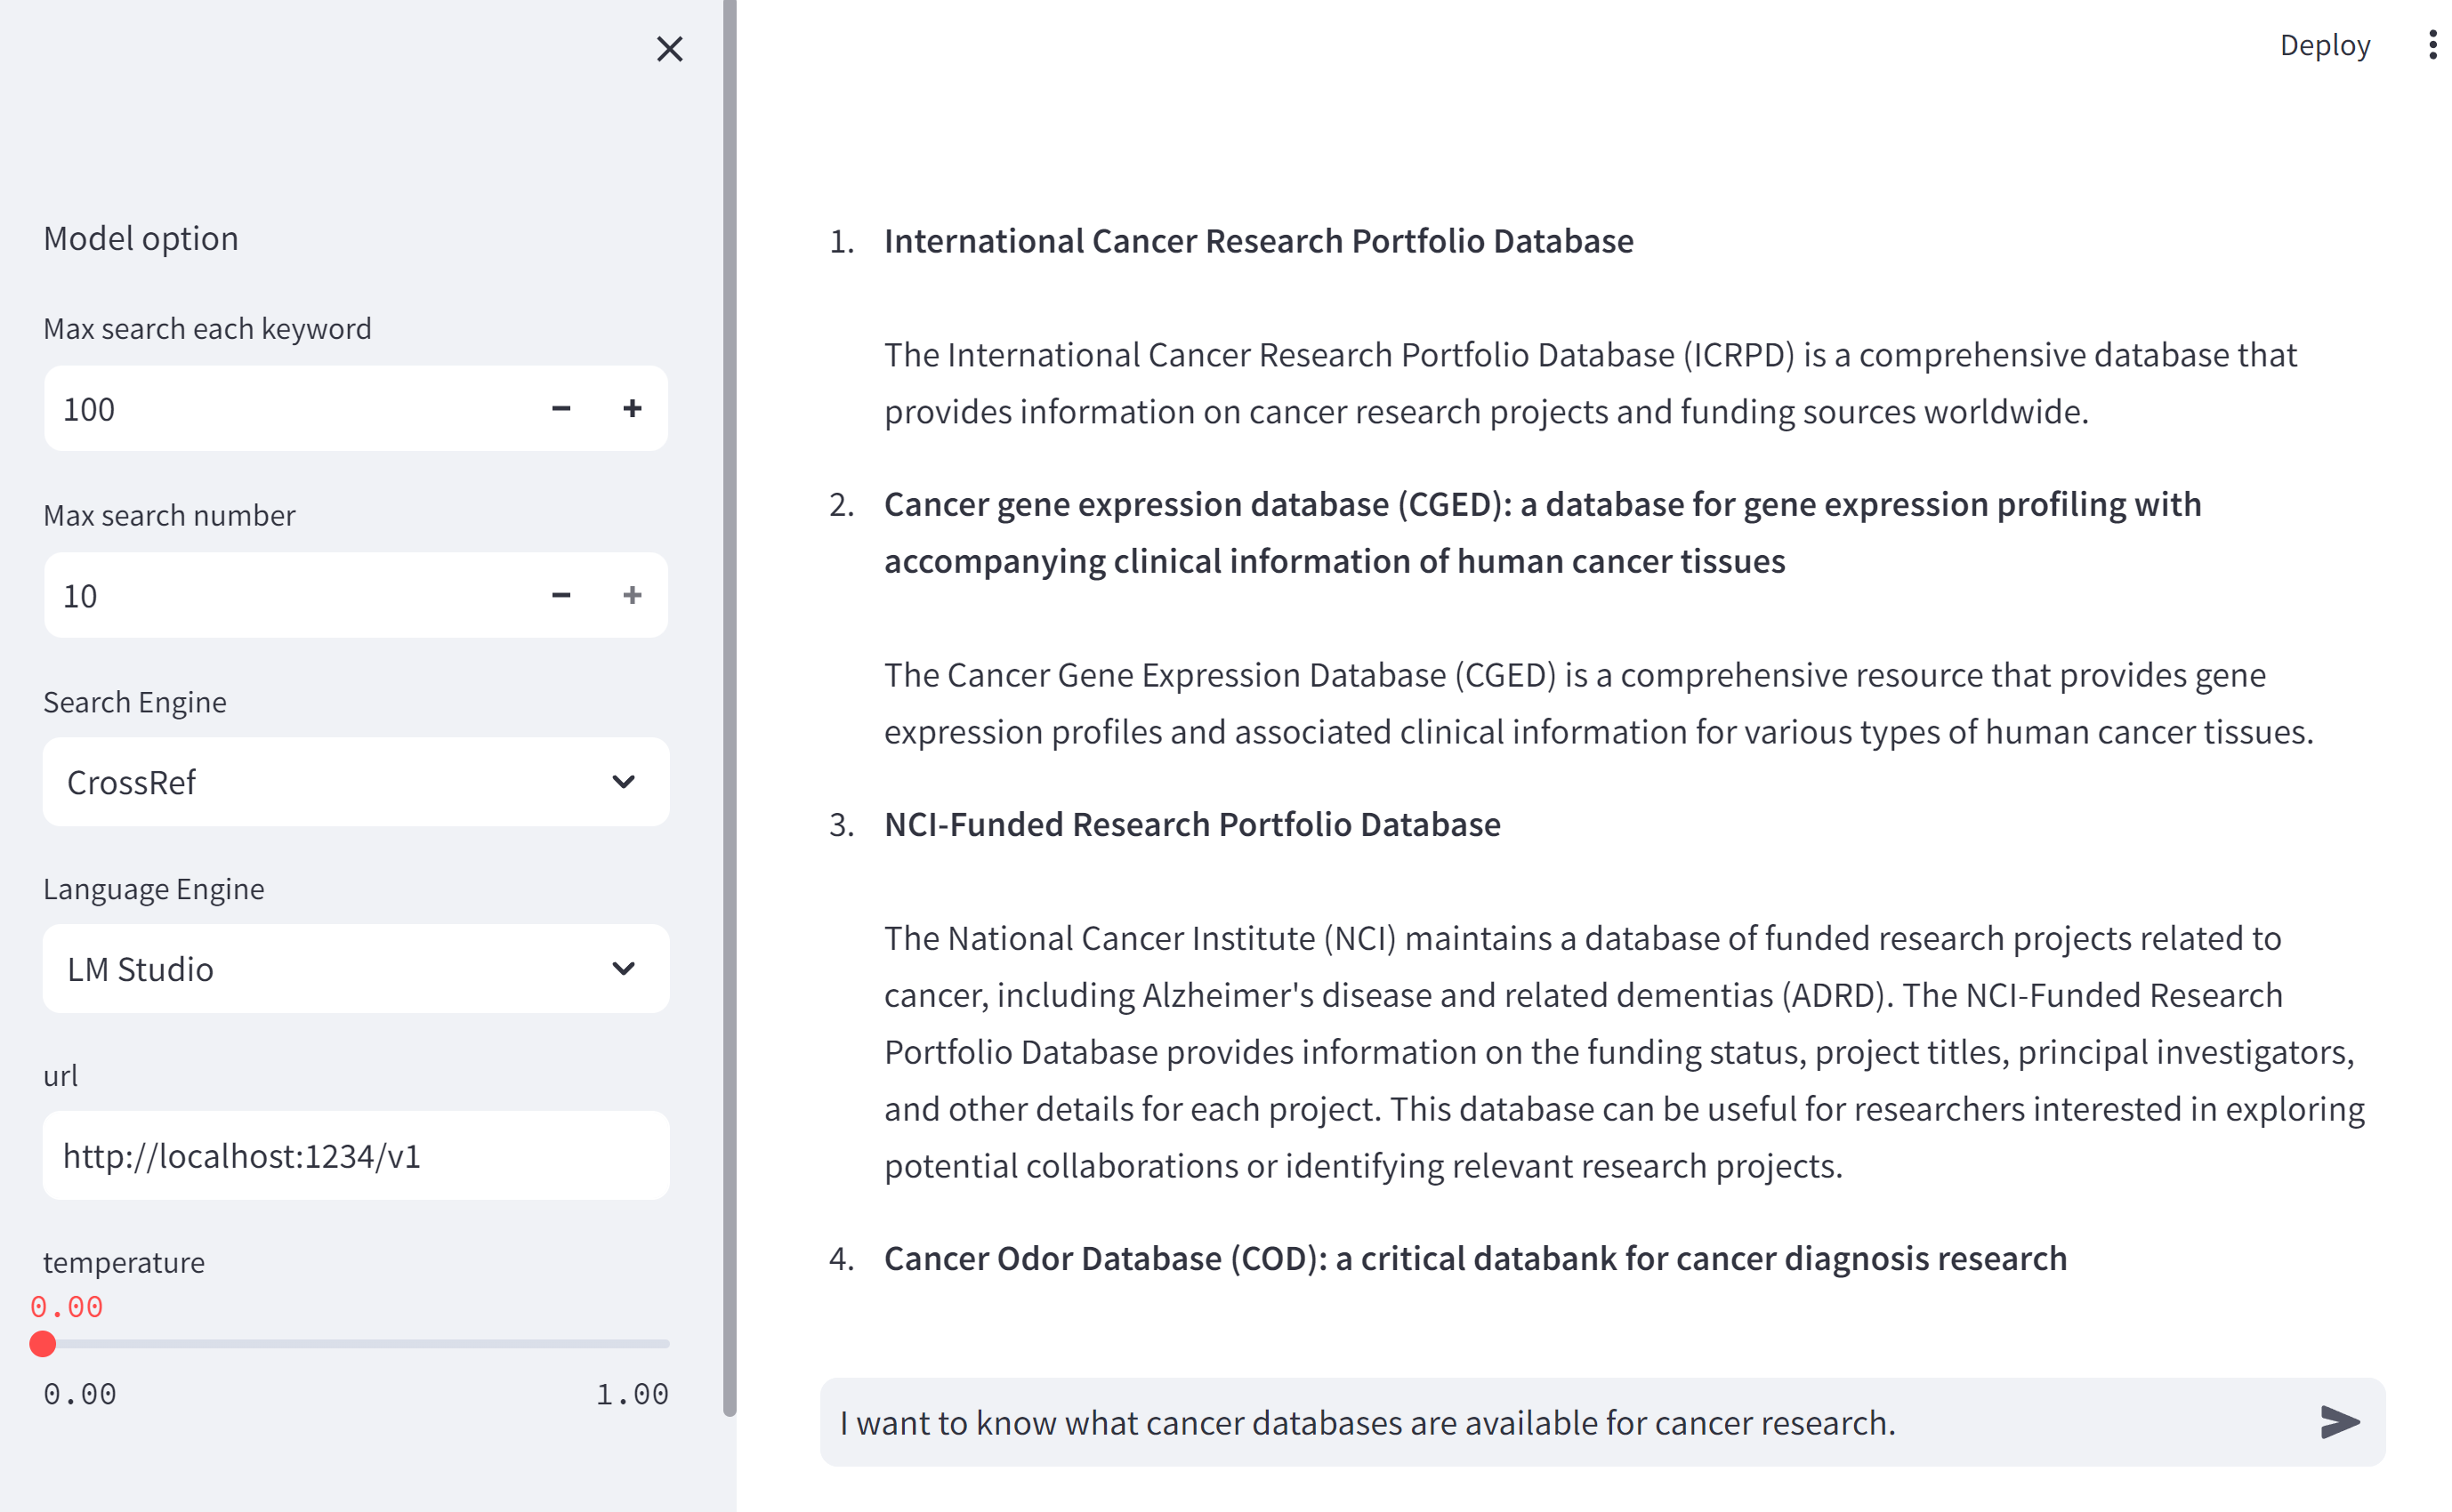 Model option
Max search each keyword
100
Max search number
10
Search Engine
CrossRef
Language Engine
LM Studio
url
http://localhost:1234/v1
temperature
0.00
0.00 1.00
Deploy
1. International Cancer Research Portfolio Database
The International Cancer Research Portfolio Database (ICRPD) is a comprehensive database that
provides information on cancer research projects and funding sources worldwide.
2. Cancer gene expression database (CGED): a database for gene expression profiling with
accompanying clinical information of human cancer tissues
The Cancer Gene Expression Database (CGED) is a comprehensive resource that provides gene
expression profiles and associated clinical information for various types of human cancer tissues.
3. NCI-Funded Research Portfolio Database
The National Cancer Institute (NCI) maintains a database of funded research projects related to
cancer, including Alzheimer's disease and related dementias (ADRD). The NCI-Funded Research
Portfolio Database provides information on the funding status, project titles, principal investigators,
and other details for each project. This database can be useful for researchers interested in exploring
potential collaborations or identifying relevant research projects.
4. Cancer Odor Database (COD): a critical databank for cancer diagnosis research
I want to know what cancer databases are available for cancer research.